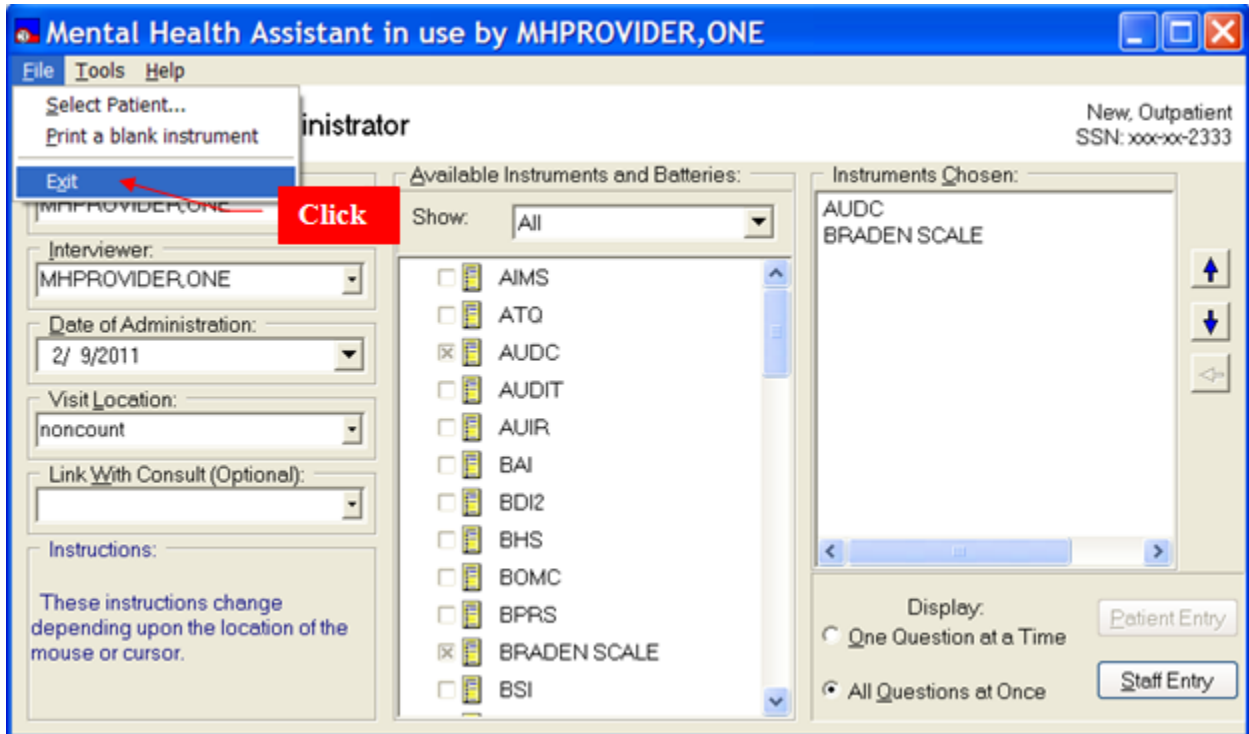 Mental Health Assistant in use by MHPROVIDER,ONE
File Tools Help
Select Patient...
Print a blank instrument
Exit
Click
inistrator
New, Outpatient
SSN: xxx-xx-2333
MHPROVIDER,ONE
Interviewer:
MHPROVIDER,ONE
Date of Administration:
2/ 9/2011
Visit Location:
noncount
Link With Consult (Optional):
Instructions:
These instructions change
depending upon the location of the
mouse or cursor.
Available Instruments and Batteries:
Show: All
AIMS
ATQ
AUDC
AUDIT
AUIR
BAI
BDI2
BHS
BOMC
BPRS
BRADEN SCALE
BSI
Instruments Chosen:
AUDC
BRADEN SCALE
Display:
One Question at a Time
All Questions at Once
Patient Entry
Staff Entry